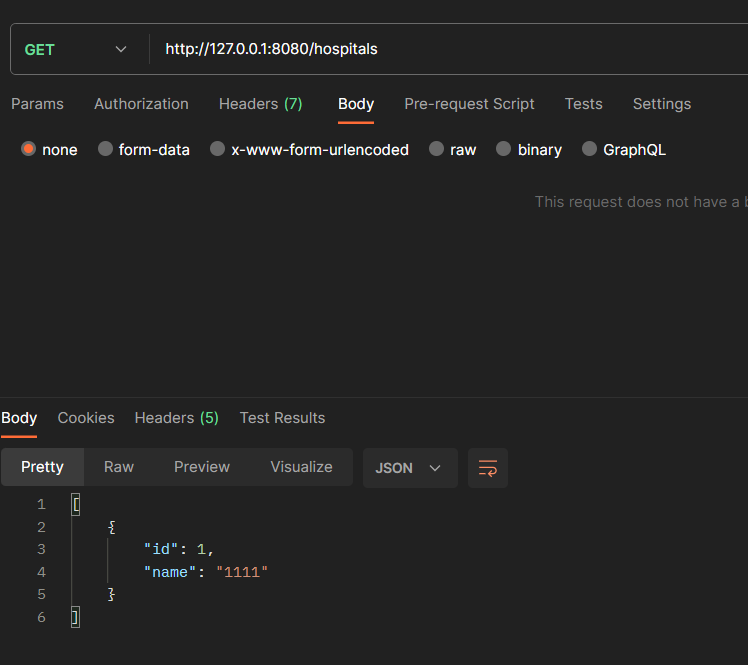 GET http://127.0.0.1:8080/hospitals
Params Authorization Headers (7) Body Pre-request Script Tests Settings
none form-data x-www-form-urlencoded raw binary GraphQL
This request does not have a b
Body Cookies Headers (5) Test Results
Pretty Raw Preview Visualize JSON
1 [
2 {
3 "id": 1,
4 "name": "1111"
5 }
6 ]